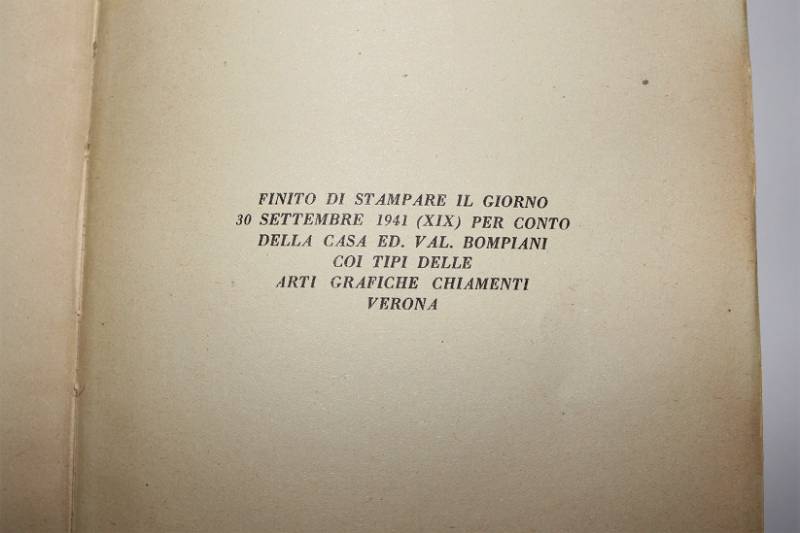 FINITO DI STAMPARE IL GIORNO
30 SETTEMBRE 1941 (XIX) PER CONTO
DELLA CASA ED. VAL. BOMPIANI
COI TIPI DELLE
ARTI GRAFICHE CHIAMENTI
VERONA